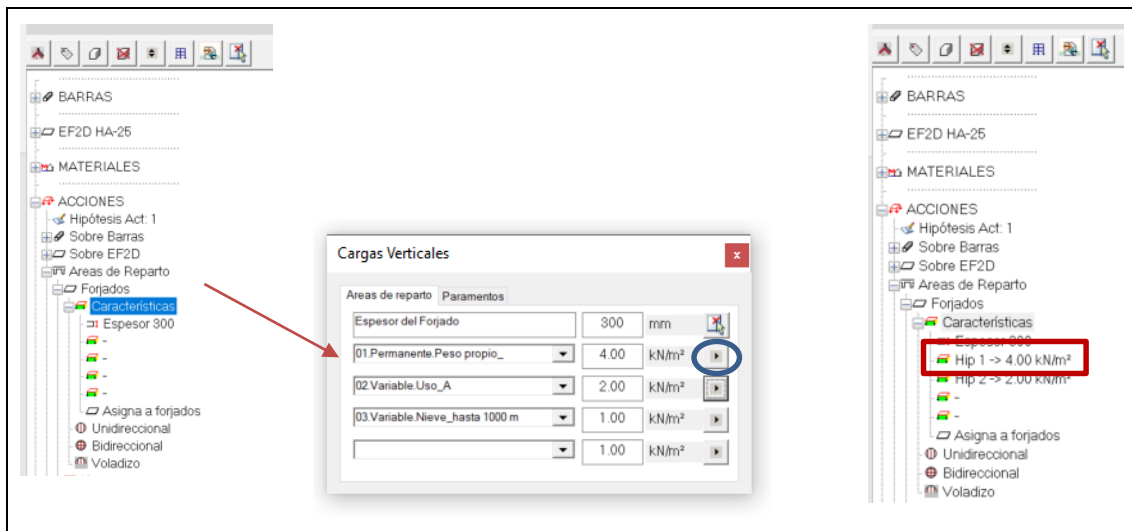 BARRAS
EF2D HA-25
MATERIALES
ACCIONES
Hipótesis Act: 1
Sobre Barras
Sobre EF2D
Areas de Reparto
Forjados
Características
Espesor 300
-
-
-
-
Asigna a forjados
Unidireccional
Bidireccional
Voladizo
Cargas Verticales
x
Areas de reparto Paramentos
Espesor del Forjado 300 mm
01.Permanente.Peso propio_ 4.00 kN/m²
02.Variable.Uso_A 2.00 kN/m²
03.Variable.Nieve_hasta 1000 m 1.00 kN/m²
1.00 kN/m²
BARRAS
EF2D HA-25
MATERIALES
ACCIONES
Hipótesis Act: 1
Sobre Barras
Sobre EF2D
Areas de Reparto
Forjados
Características
Espesor 300
Hip 1 -> 4.00 kN/m²
Hip 2 -> 2.00 kN/m²
-
-
Asigna a forjados
Unidireccional
Bidireccional
Voladizo